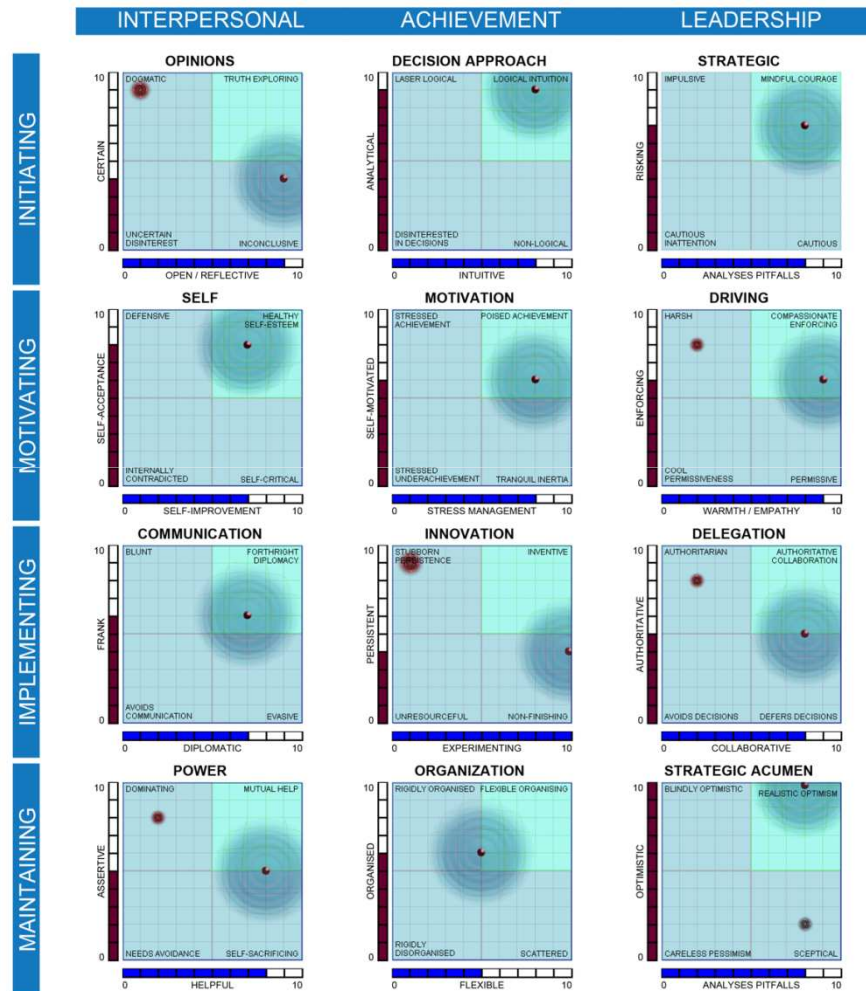 INTERPERSONAL ACHIEVEMENT LEADERSHIP
INITIATING
OPINIONS
10
DOGMATIC TRUTH EXPLORING
CERTAIN
UNCERTAIN
DISINTEREST INCONCLUSIVE
0
0 10
OPEN / REFLECTIVE
DECISION APPROACH
10
LASER LOGICAL LOGICAL INTUITION
ANALYTICAL
DISINTERESTED
IN DECISIONS NON-LOGICAL
0
0 10
INTUITIVE
STRATEGIC
10
IMPULSIVE MINDFUL COURAGE
RISKING
CAUTIOUS
INATTENTION CAUTIOUS
0
0 10
ANALYSES PITFALLS
MOTIVATING
SELF
10
DEFENSIVE HEALTHY
SELF-ESTEEM
SELF-ACCEPTANCE
INTERNALLY
CONTRADICTED SELF-CRITICAL
0
0 10
SELF-IMPROVEMENT
MOTIVATION
10
STRESSED POISED ACHIEVEMENT
ACHIEVEMENT
SELF-MOTIVATED
STRESSED
UNDERACHIEVEMENT TRANQUIL INERTIA
0
0 10
STRESS MANAGEMENT
DRIVING
10
HARSH COMPASSIONATE
ENFORCING
ENFORCING
COOL
PERMISSIVENESS PERMISSIVE
0
0 10
WARMTH / EMPATHY
IMPLEMENTING
COMMUNICATION
10
BLUNT FORTHRIGHT
DIPLOMACY
FRANK
AVOIDS
COMMUNICATION EVASIVE
0
0 10
DIPLOMATIC
INNOVATION
10
STUBBORN INVENTIVE
PERSISTENCE
PERSISTENT
UNRESOURCEFUL NON-FINISHING
0
0 10
EXPERIMENTING
DELEGATION
10
AUTHORITARIAN AUTHORITATIVE
COLLABORATION
AUTHORITATIVE
AVOIDS DECISIONS DEFERS DECISIONS
0
0 10
COLLABORATIVE
MAINTAINING
POWER
10
DOMINATING MUTUAL HELP
ASSERTIVE
NEEDS AVOIDANCE SELF-SACRIFICING
0
0 10
HELPFUL
ORGANIZATION
10
RIGIDLY ORGANISED FLEXIBLE ORGANISING
ORGANISED
RIGIDLY
DISORGANISED SCATTERED
0
0 10
FLEXIBLE
STRATEGIC ACUMEN
10
BLINDLY OPTIMISTIC REALISTIC OPTIMISM
OPTIMISTIC
CARELESS PESSIMISM SCEPTICAL
0
0 10
ANALYSES PITFALLS